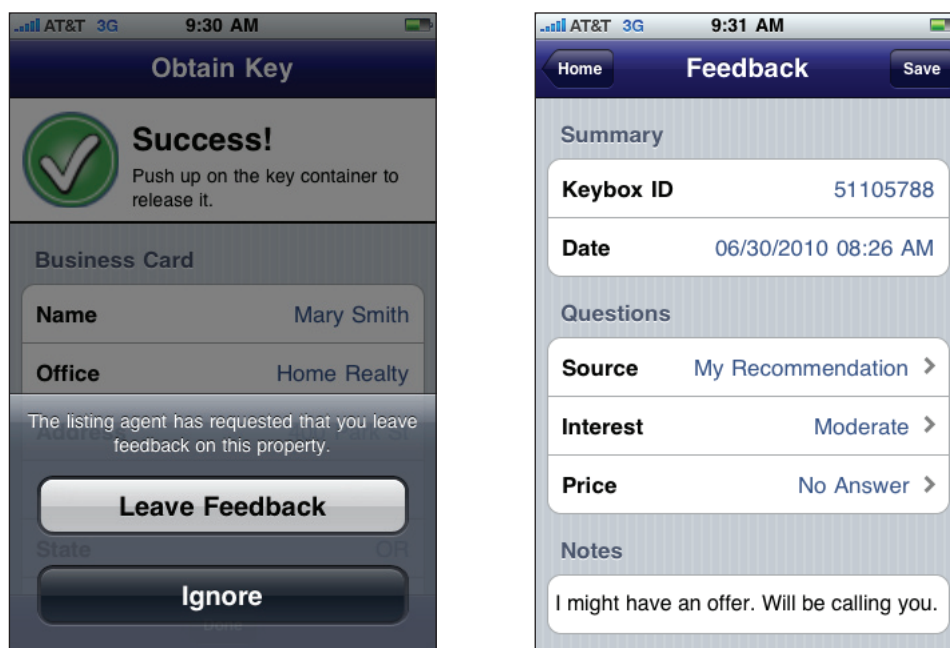 AT&T 3G 9:30 AM
Obtain Key
Success!
Push up on the key container to
release it.
Business Card
Name Mary Smith
Office Home Realty
The listing agent has requested that you leave
feedback on this property.
Address Park St
Leave Feedback
State OR
Ignore
Done
AT&T 3G 9:31 AM
Home Feedback Save
Summary
Keybox ID 51105788
Date 06/30/2010 08:26 AM
Questions
Source My Recommendation
Interest Moderate
Price No Answer
Notes
I might have an offer. Will be calling you.